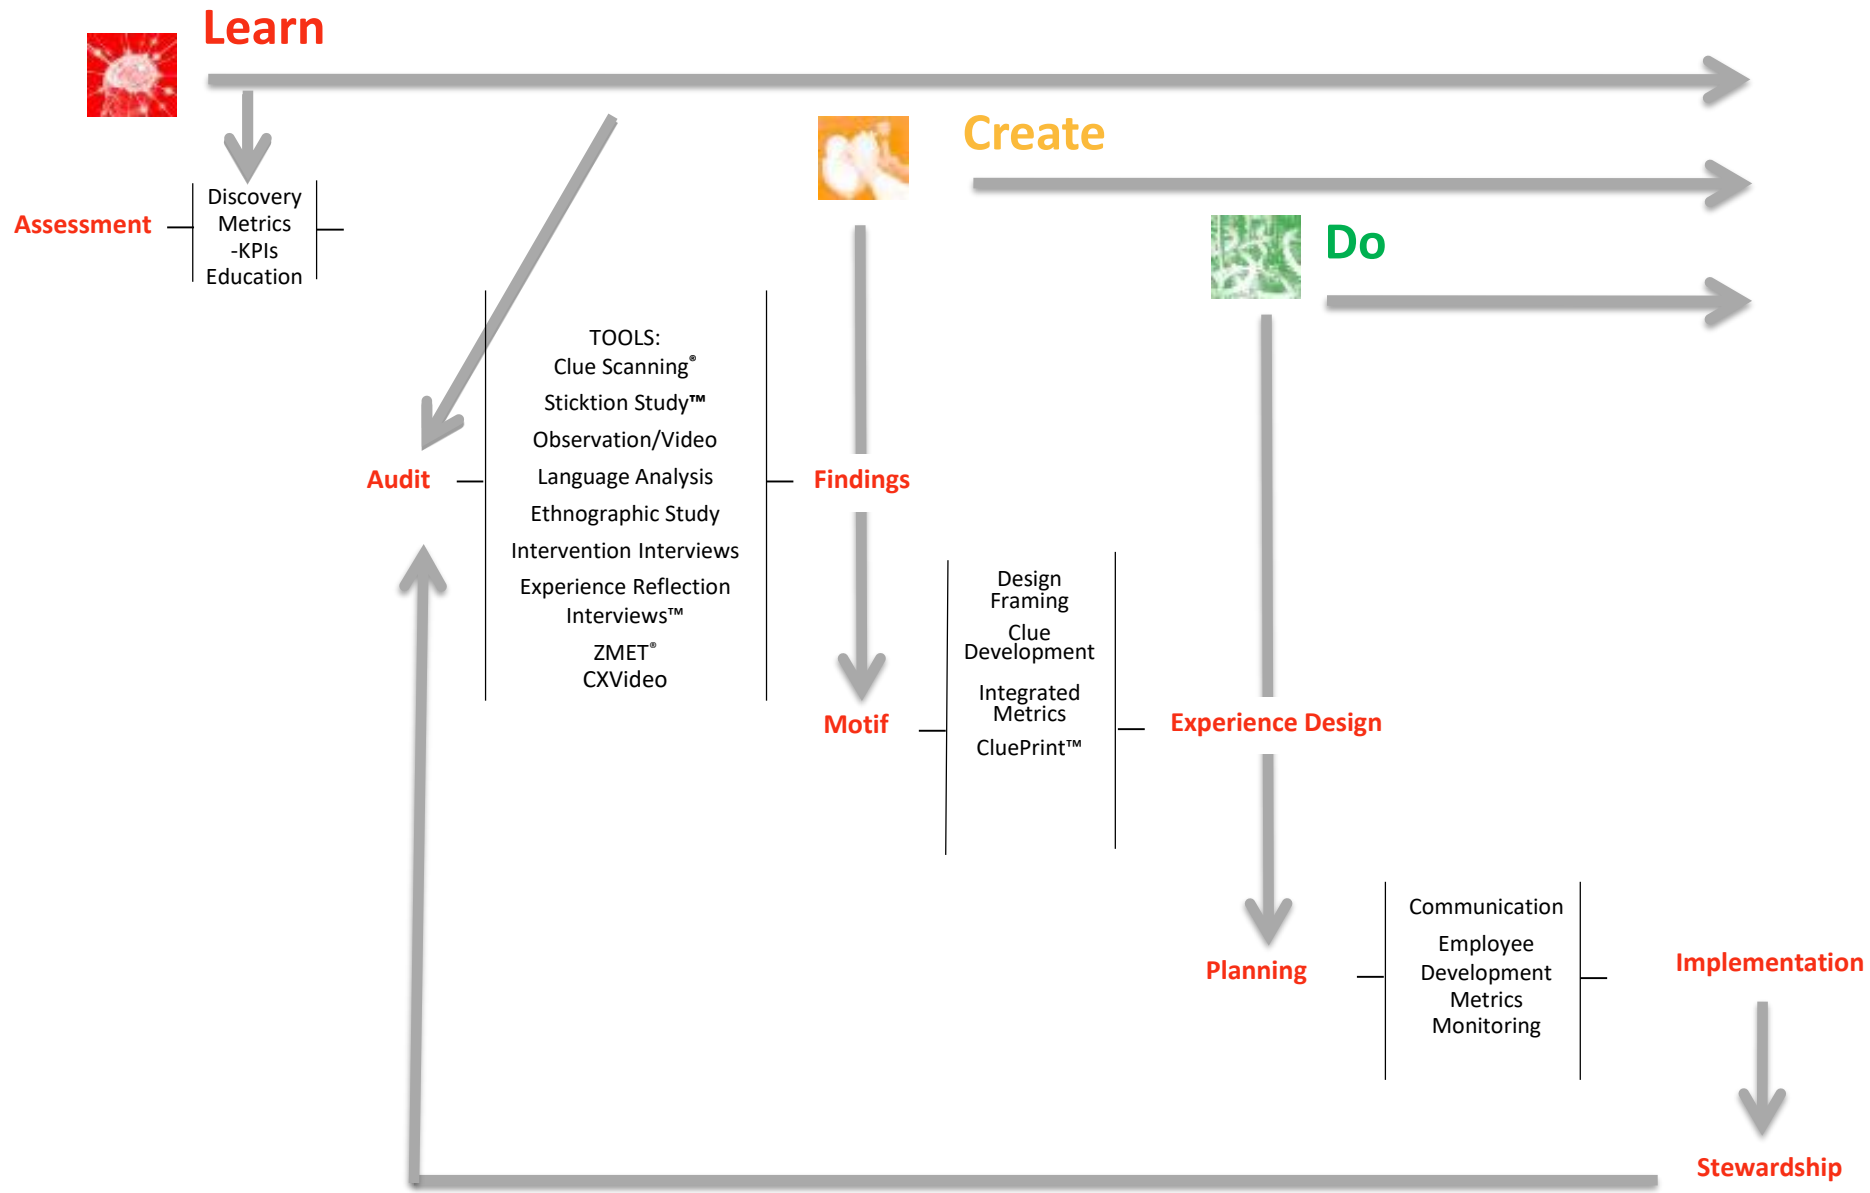 Learn
Create
Do
Assessment
Discovery
Metrics
-KPIs
Education
TOOLS:
Clue Scanning®
Sticktion Study™
Observation/Video
Language Analysis
Ethnographic Study
Intervention Interviews
Experience Reflection
Interviews™
ZMET®
CXVideo
Audit
Findings
Motif
Design
Framing
Clue
Development
Integrated
Metrics
CluePrint™
Experience Design
Planning
Communication
Employee
Development
Metrics
Monitoring
Implementation
Stewardship